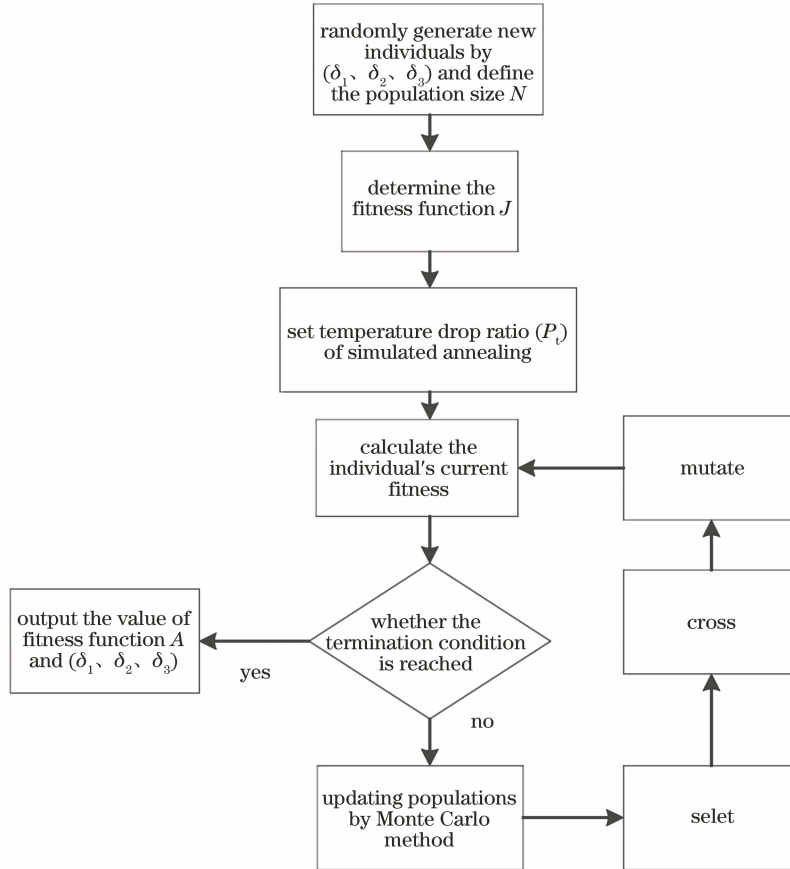 randomly generate new
individuals by
(δ₁、δ₂、δ₃) and define
the population size N
determine the
fitness function J
set temperature drop ratio (Pₜ)
of simulated annealing
calculate the
individual's current
fitness
mutate
whether the
termination condition
is reached
output the value of
fitness function A
and (δ₁、δ₂、δ₃)
yes
cross
no
updating populations
by Monte Carlo
method
selet